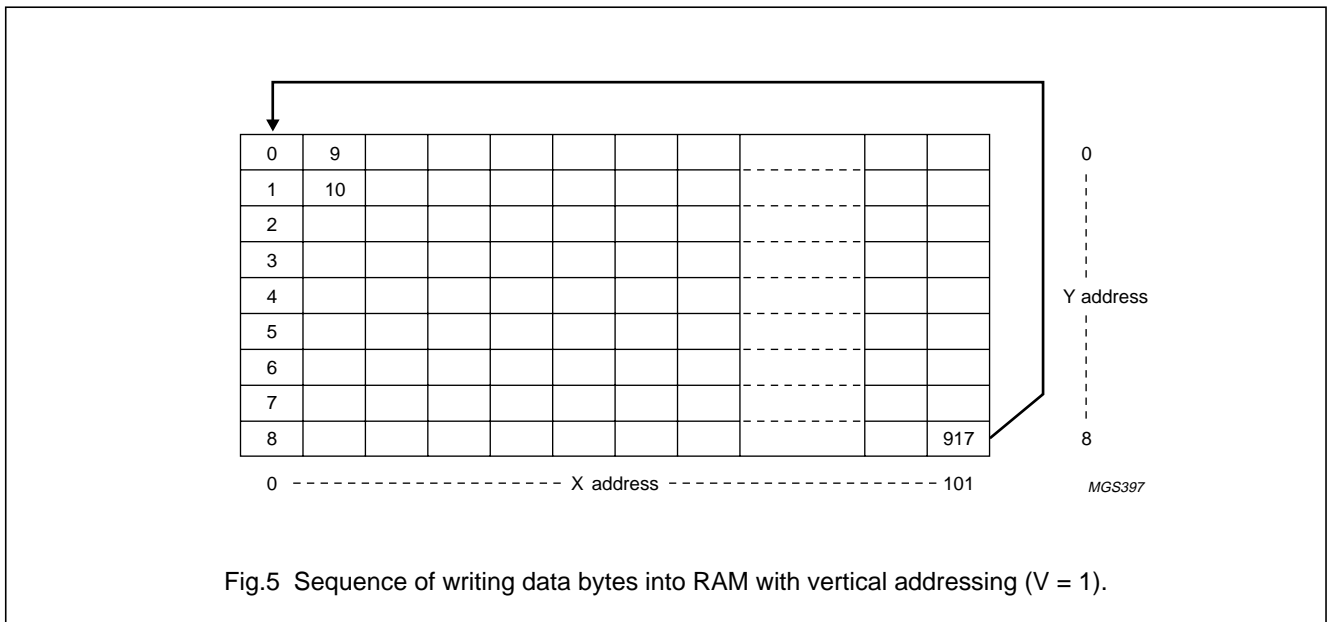 0 9 0
1 10
2
3
4 Y address
5
6
7
8 917 8
0 X address 101 MGS397
Fig.5 Sequence of writing data bytes into RAM with vertical addressing (V = 1).